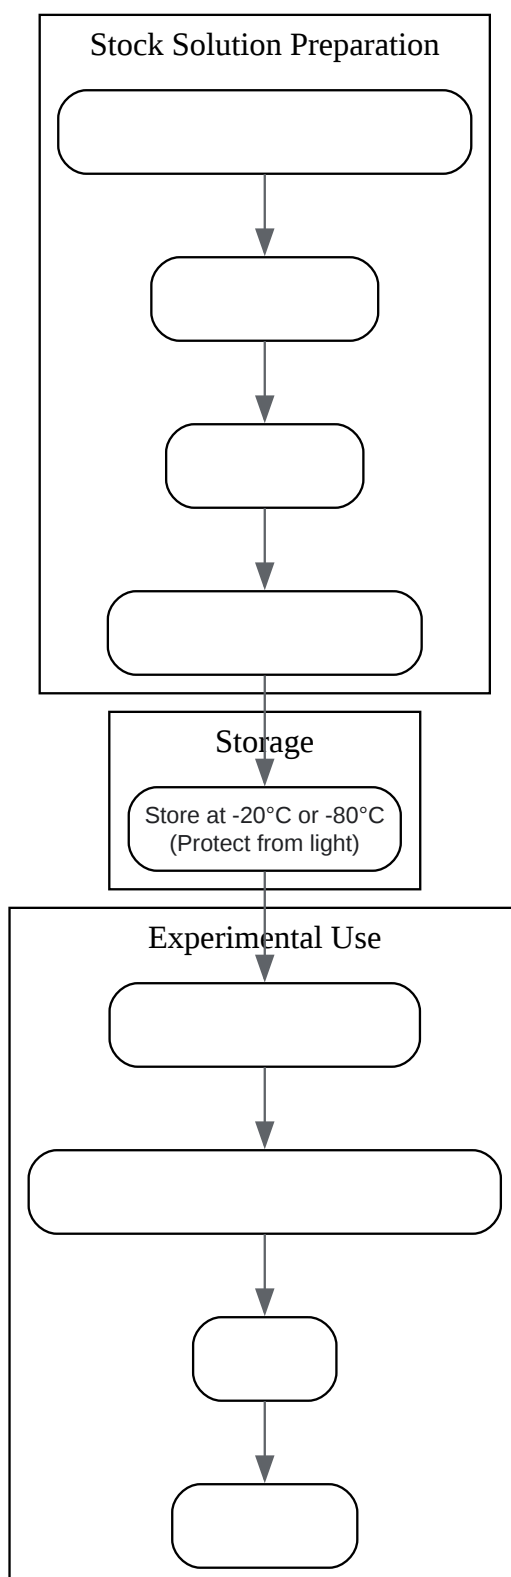 Stock Solution Preparation
Storage
Store at -20°C or -80°C
(Protect from light)
Experimental Use